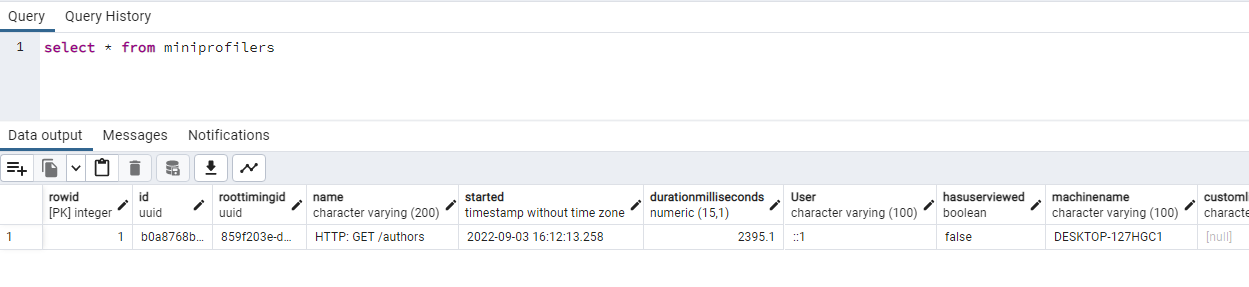 Query Query History
1 select * from miniprofilers
Data output Messages Notifications
rowid id roottimingid name started durationmilliseconds User hasuserviewed machinename customl
[PK] integer uuid uuid character varying (200) timestamp without time zone numeric (15,1) character varying (100) boolean character varying (100) characte
1 1 b0a8768b... 859f203e-d... HTTP: GET /authors 2022-09-03 16:12:13.258 2395.1 ::1 false DESKTOP-127HGC1 [null]